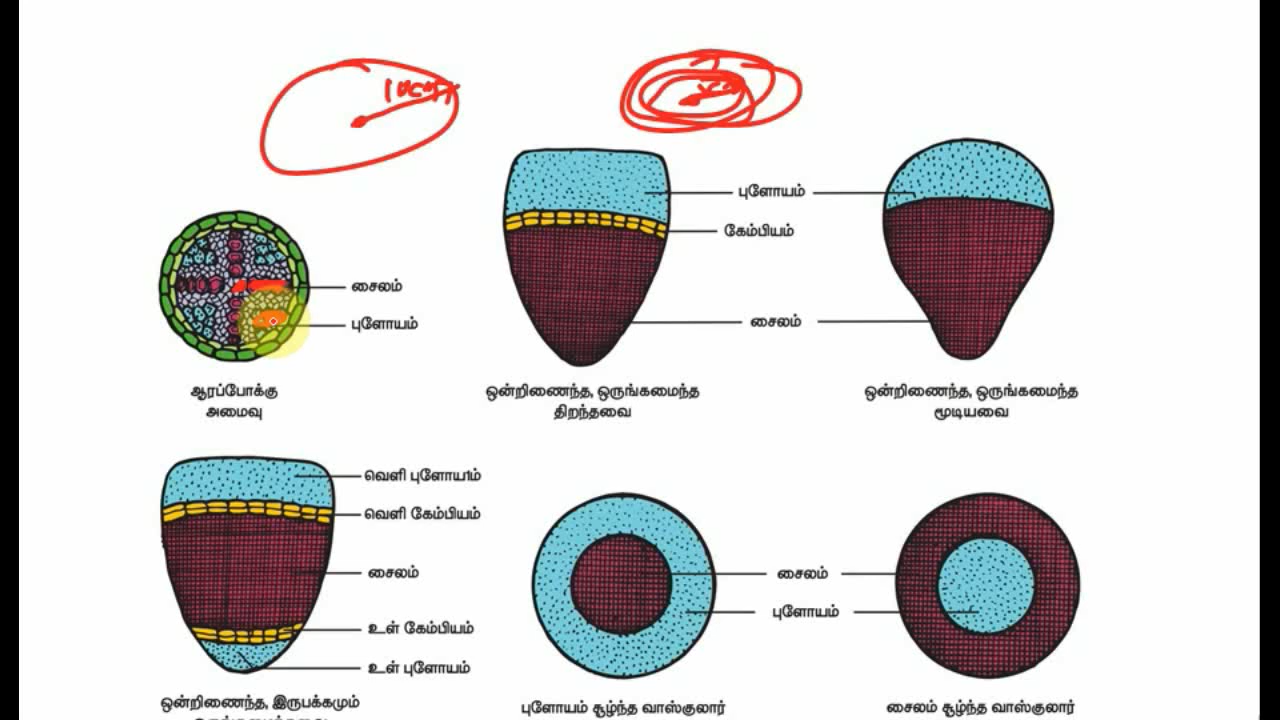 புளோயம்
கேம்பியம்
சைலம்
சைலம்
புளோயம்
ஆரப்போக்கு
அமைவு
ஒன்றிணைந்த, ஒருங்கமைந்த
திறந்தவை
ஒன்றிணைந்த, ஒருங்கமைந்த
மூடியவை
வெளி புளோயம்
வெளி கேம்பியம்
சைலம்
உள் கேம்பியம்
உள் புளோயம்
ஒன்றிணைந்த, இருபக்கமும்
சைலம்
புளோயம்
புளோயம் சூழ்ந்த வாஸ்குலார்
சைலம் சூழ்ந்த வாஸ்குலார்